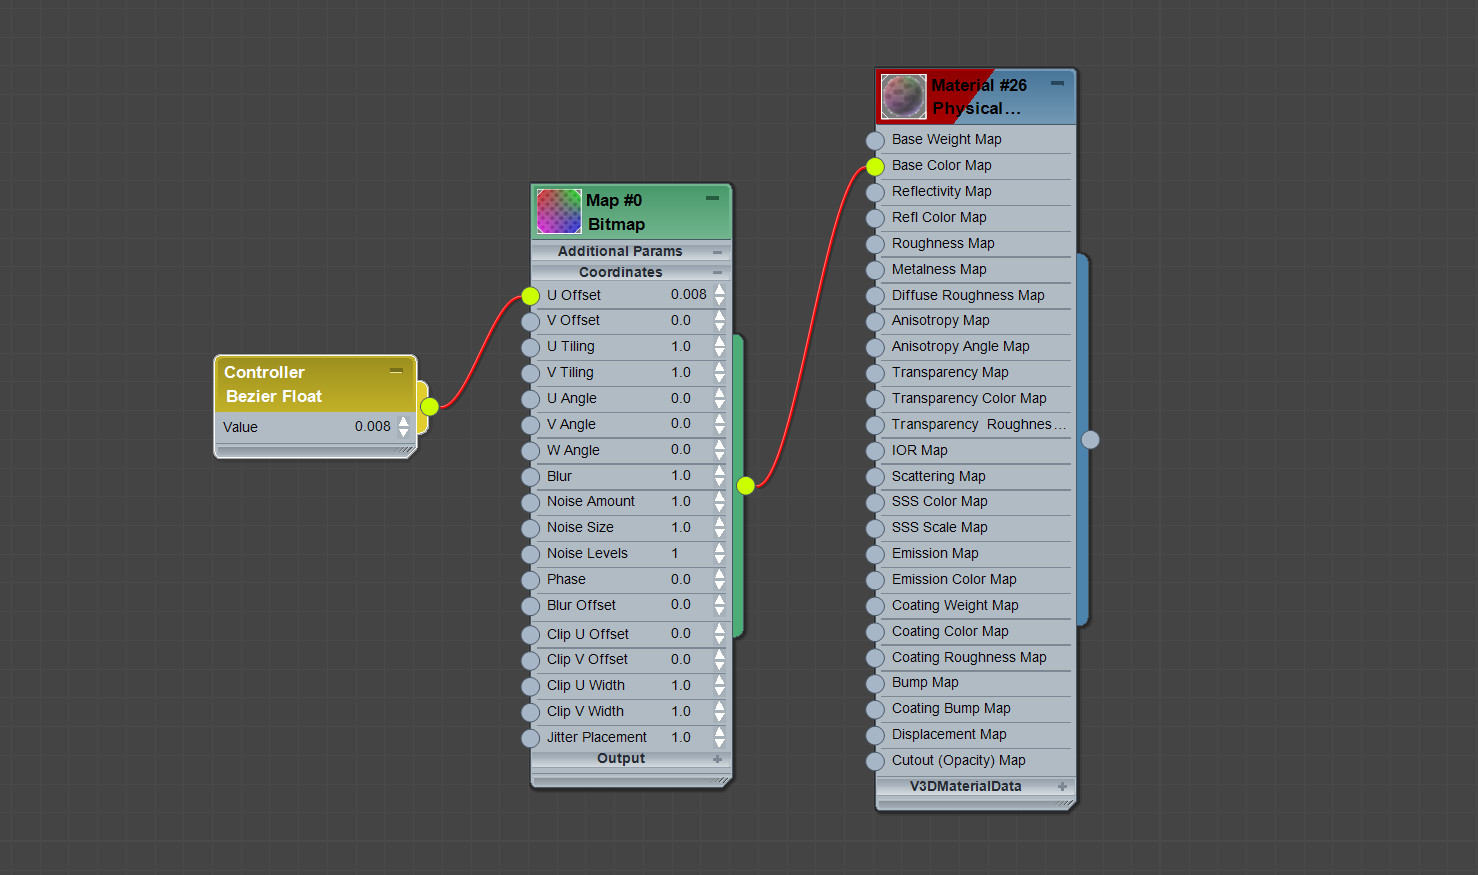 Controller
Bezier Float
Value 0.008
Map #0
Bitmap
Additional Params
Coordinates
U Offset 0.008
V Offset 0.0
U Tiling 1.0
V Tiling 1.0
U Angle 0.0
V Angle 0.0
W Angle 0.0
Blur 1.0
Noise Amount 1.0
Noise Size 1.0
Noise Levels 1
Phase 0.0
Blur Offset 0.0
Clip U Offset 0.0
Clip V Offset 0.0
Clip U Width 1.0
Clip V Width 1.0
Jitter Placement 1.0
Output
Material #26
Physical...
Base Weight Map
Base Color Map
Reflectivity Map
Refl Color Map
Roughness Map
Metalness Map
Diffuse Roughness Map
Anisotropy Map
Anisotropy Angle Map
Transparency Map
Transparency Color Map
Transparency Roughnes...
IOR Map
Scattering Map
SSS Color Map
SSS Scale Map
Emission Map
Emission Color Map
Coating Weight Map
Coating Color Map
Coating Roughness Map
Bump Map
Coating Bump Map
Displacement Map
Cutout (Opacity) Map
V3DMaterialData